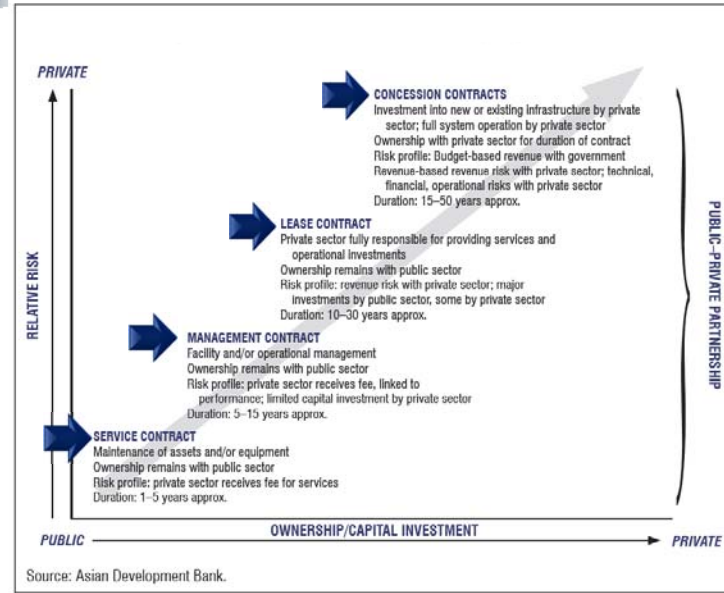 PRIVATE
CONCESSION CONTRACTS
Investment into new or existing infrastructure by private
sector; full system operation by private sector
Ownership with private sector for duration of contract
Risk profile: Budget-based revenue with government
Revenue-based revenue risk with private sector; technical,
financial, operational risks with private sector
Duration: 15–50 years approx.
LEASE CONTRACT
Private sector fully responsible for providing services and
operational investments
Ownership remains with public sector
Risk profile: revenue risk with private sector; major
investments by public sector, some by private sector
Duration: 10–30 years approx.
MANAGEMENT CONTRACT
Facility and/or operational management
Ownership remains with public sector
Risk profile: private sector receives fee, linked to
performance; limited capital investment by private sector
Duration: 5–15 years approx.
SERVICE CONTRACT
Maintenance of assets and/or equipment
Ownership remains with public sector
Risk profile: private sector receives fee for services
Duration: 1–5 years approx.
RELATIVE RISK
PUBLIC–PRIVATE PARTNERSHIP
PUBLIC
OWNERSHIP/CAPITAL INVESTMENT
PRIVATE
Source: Asian Development Bank.